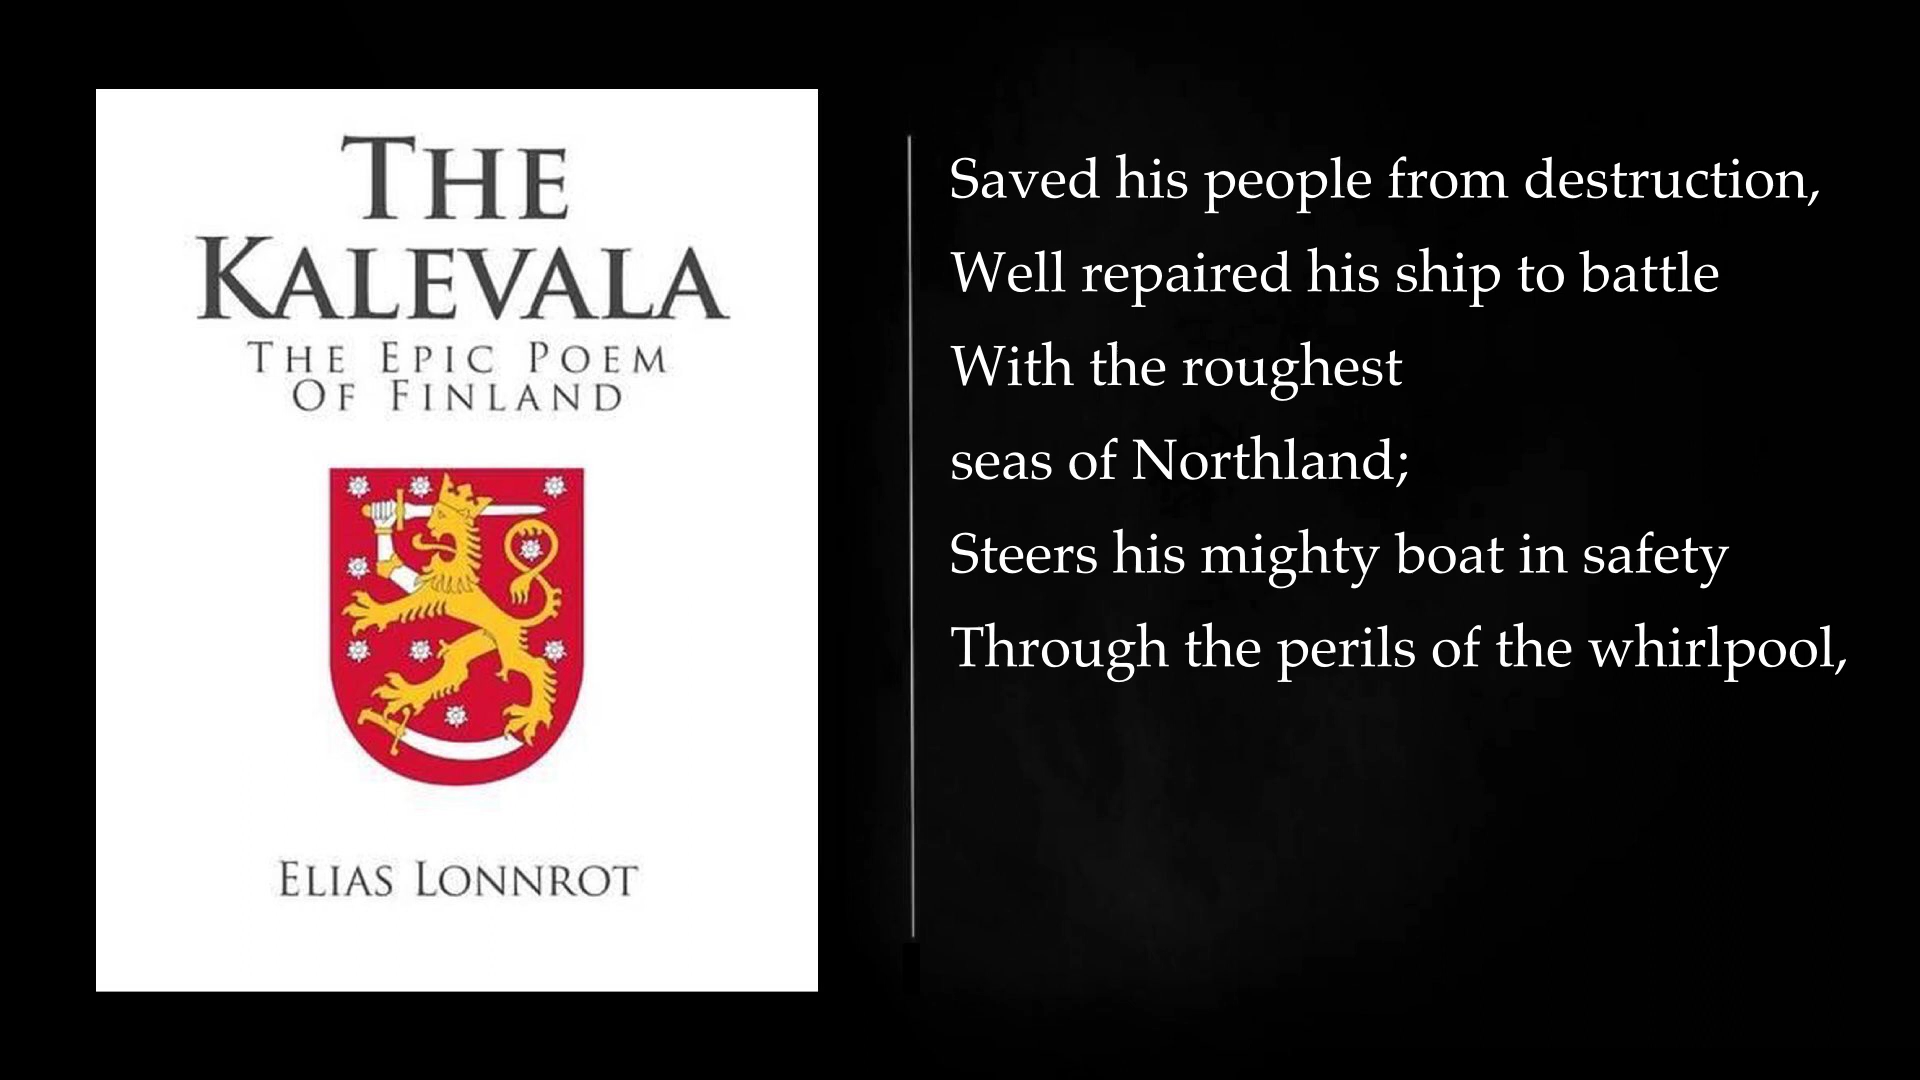 THE
KALEVALA
THE EPIC POEM
OF FINLAND
ELIAS LONNROT
Saved his people from destruction,
Well repaired his ship to battle
With the roughest
seas of Northland;
Steers his mighty boat in safety
Through the perils of the whirlpool,